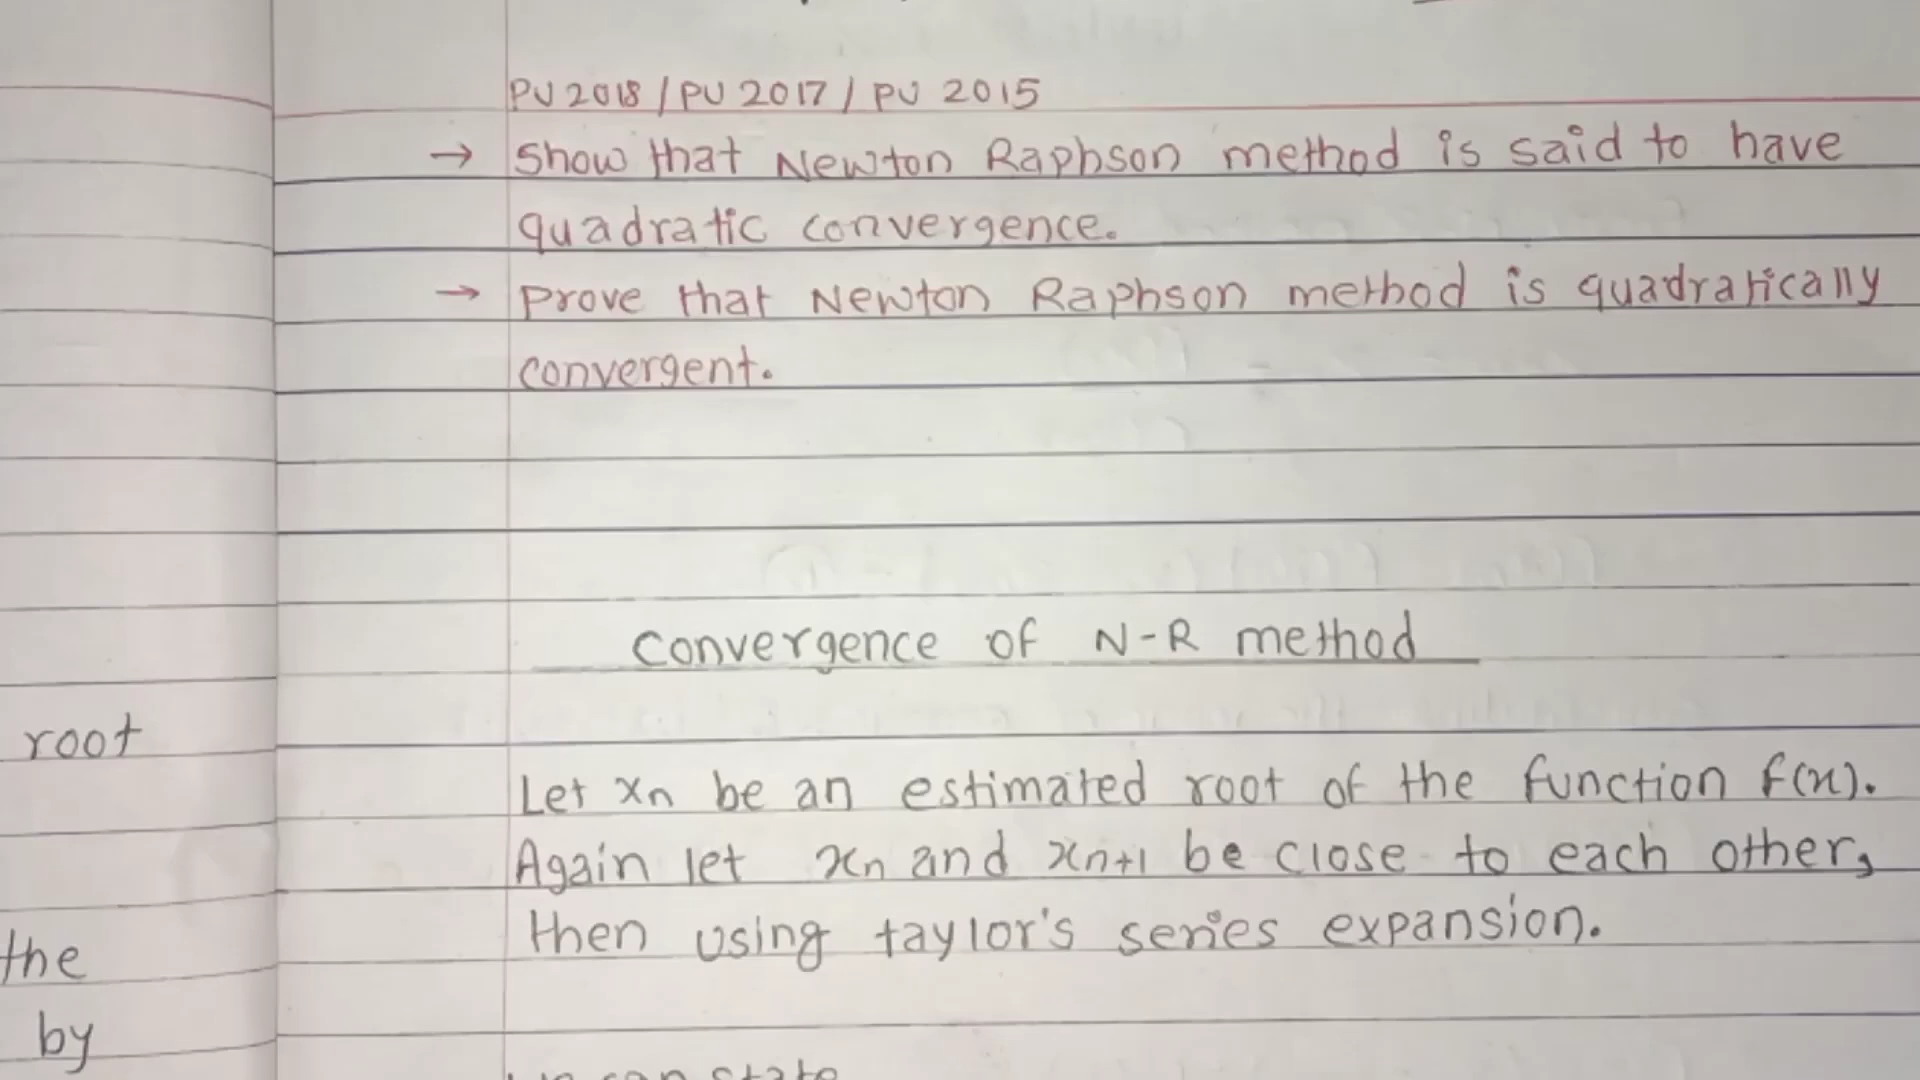 PU 2018 / PU 2017 / PU 2015
→ Show that Newton Raphson method is said to have
quadratic convergence.
→ prove that Newton Raphson method is quadratically
convergent.
convergence of N-R method
root
Let xn be an estimated root of the function f(x).
Again let xn and xn+1 be close to each other,
then using taylor's series expansion.
the
by
can state